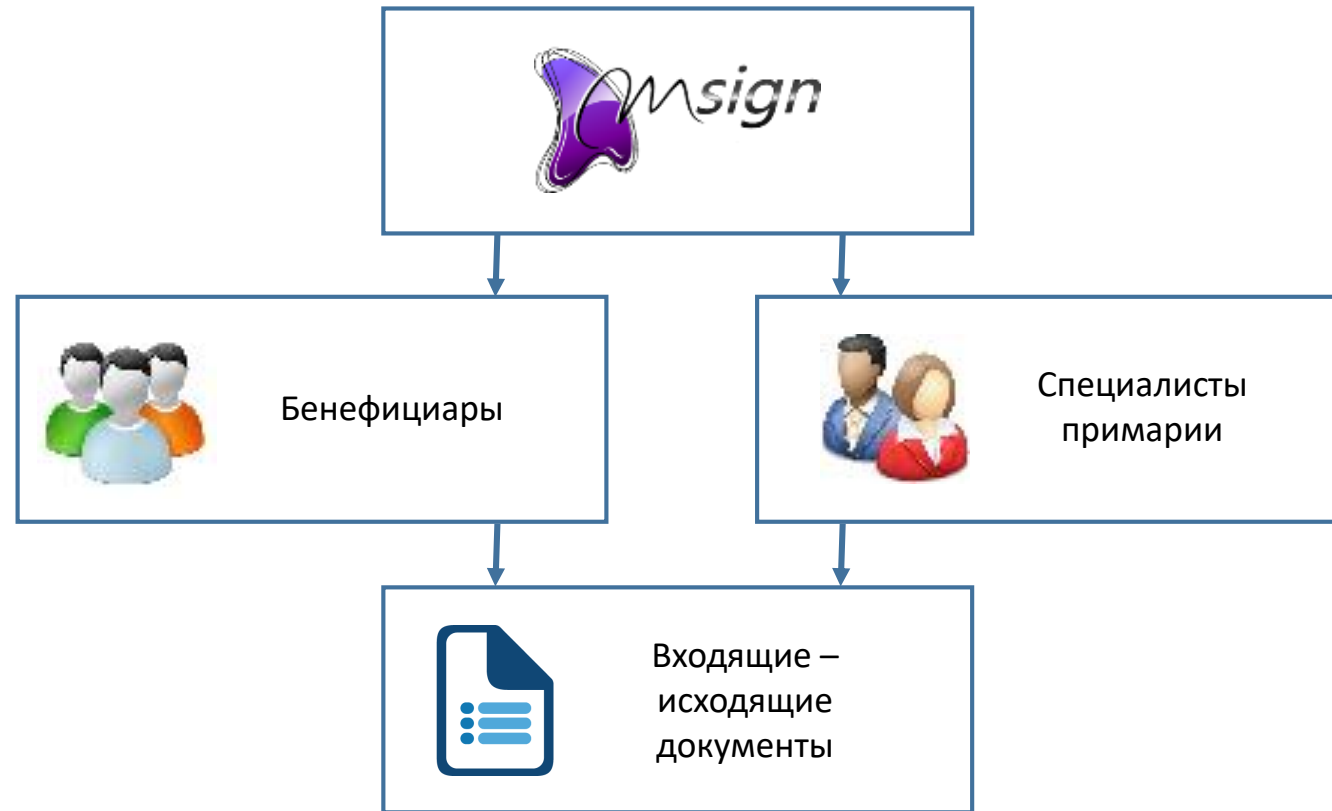 Msign
Бенефициары
Специалисты
примарии
Входящие –
исходящие
документы